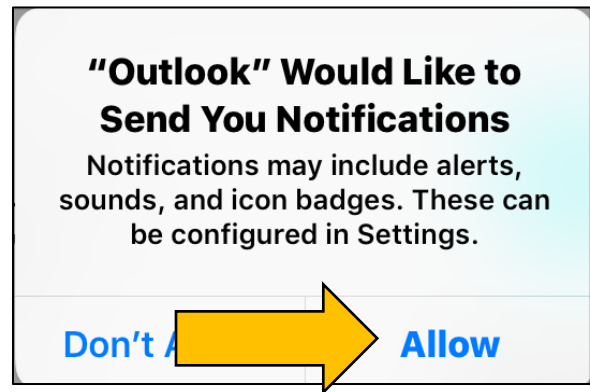 “Outlook” Would Like to
Send You Notifications
Notifications may include alerts,
sounds, and icon badges. These can
be configured in Settings.
Don’t Allow